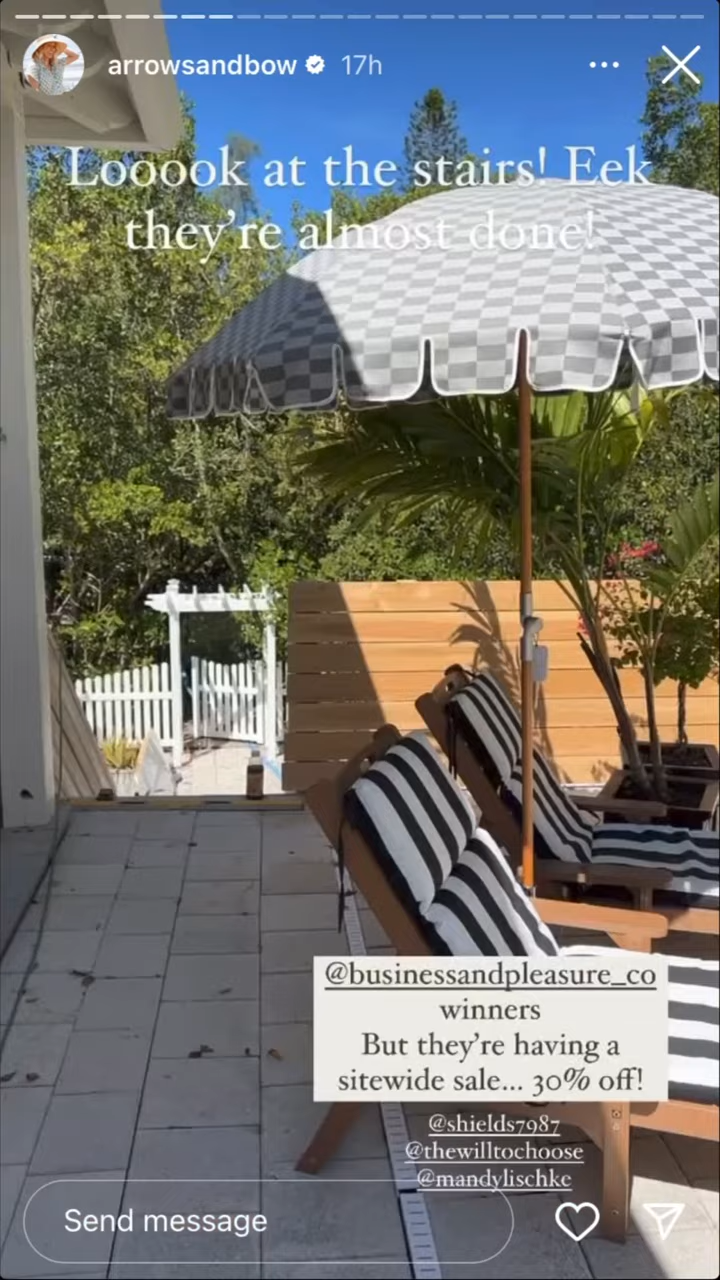 arrowsandbow 17h
Looook at the stairs! Eek
they're almost done!
@businessandpleasure_co
winners
But they're having a
sitewide sale... 30% off!
@shields7987
@thewilltochoose
@mandylischke
Send message